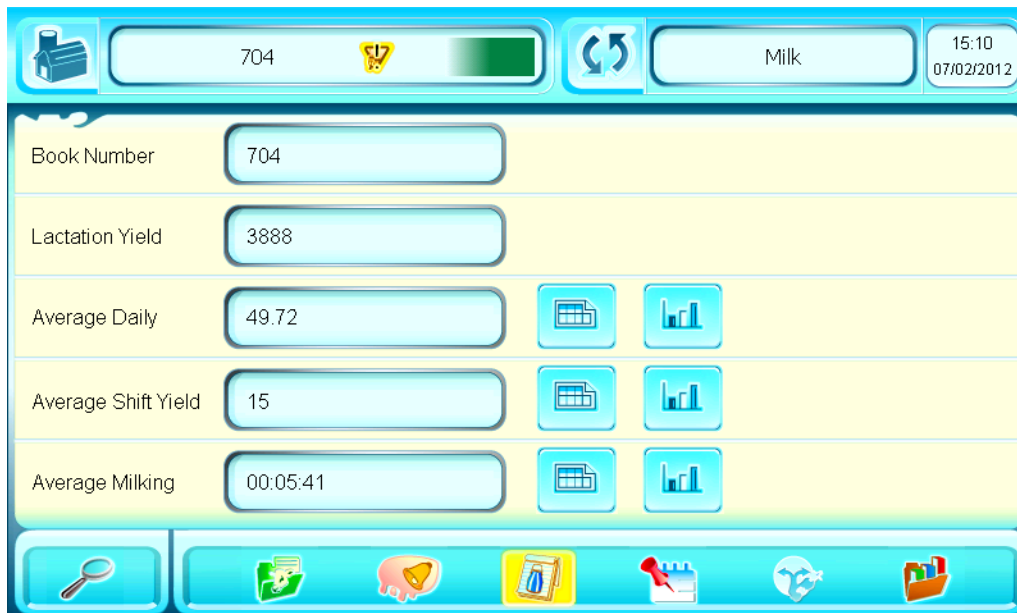 704
Milk
15:10
07/02/2012
Book Number 704
Lactation Yield 3888
Average Daily 49.72
Average Shift Yield 15
Average Milking 00:05:41